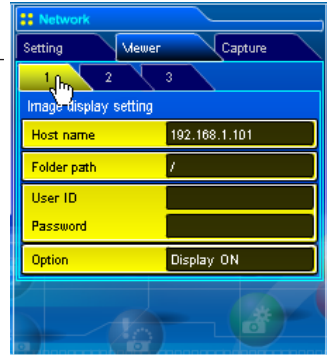 Network
Setting Viewer Capture
1 2 3
Image display setting
Host name 192.168.1.101
Folder path /
User ID
Password
Option Display ON